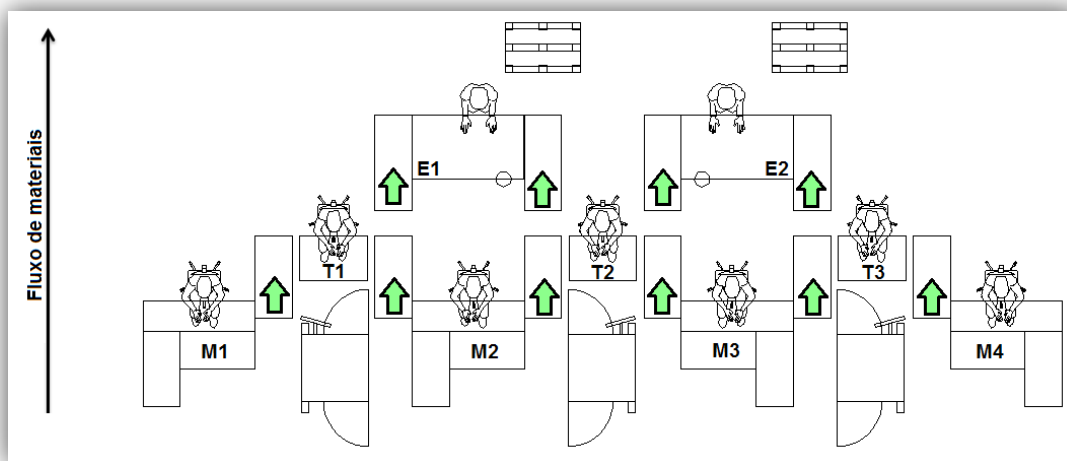 Fluxo de materiais
E1
E2
T1
T2
T3
M1
M2
M3
M4